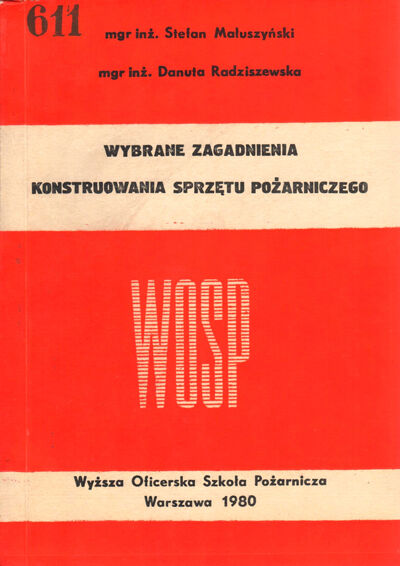 611
mgr inż. Stefan Małuszyński
mgr inż. Danuta Radziszewska
WYBRANE ZAGADNIENIA
KONSTRUOWANIA SPRZĘTU POŻARNICZEGO
WOSP
Wyższa Oficerska Szkoła Pożarnicza
Warszawa 1980